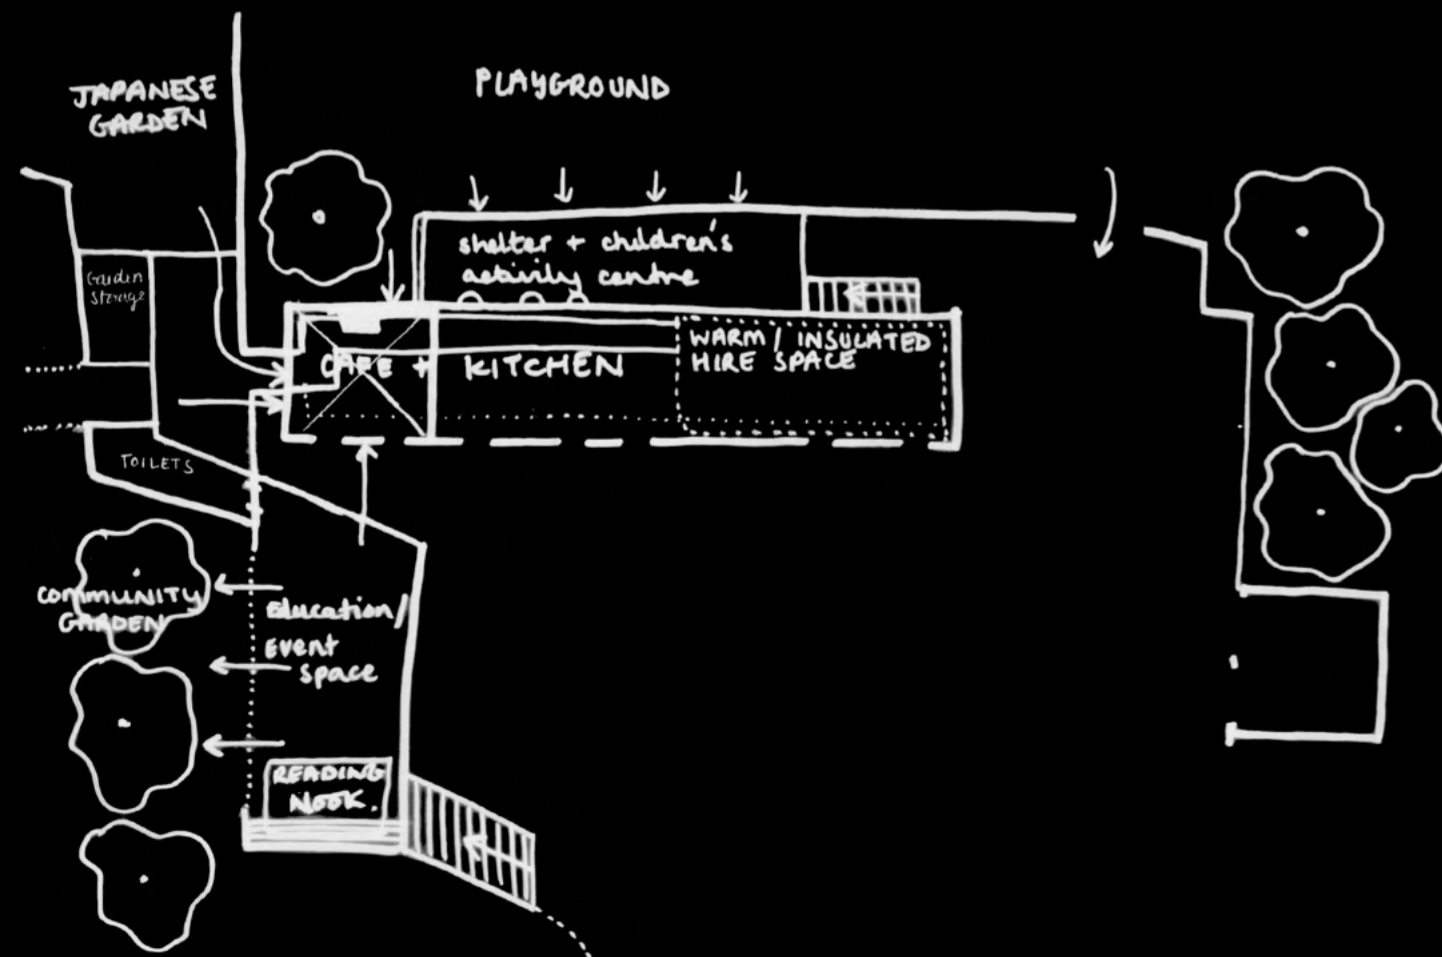 JAPANESE
GARDEN
PLAYGROUND
shelter + children's
activity centre
Garden
Storage
CAFE + KITCHEN
WARM / INSULATED
HIRE SPACE
TOILETS
COMMUNITY
GARDEN
Education/
Event
space
READING
NOOK.